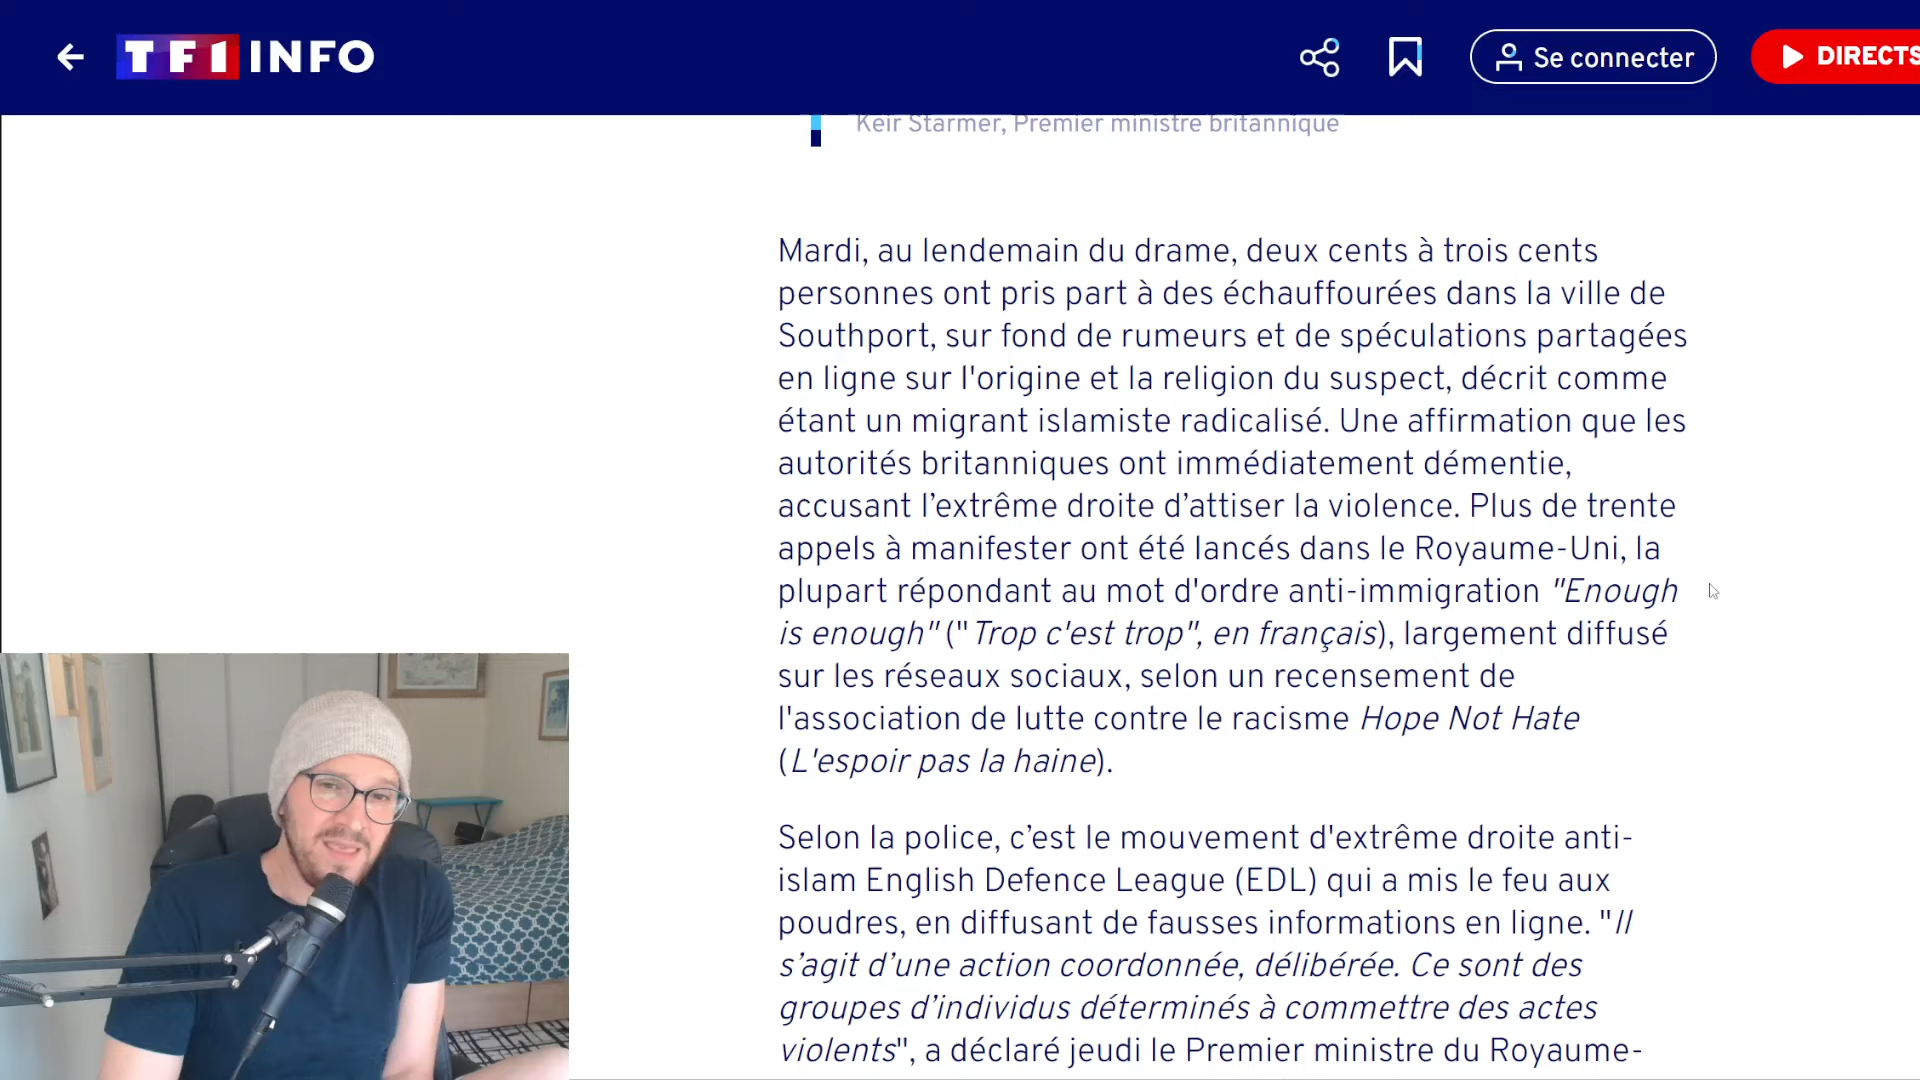 TF1 INFO
Se connecter
DIRECTS
Keir Starmer, Premier ministre britannique
Mardi, au lendemain du drame, deux cents à trois cents
personnes ont pris part à des échauffourées dans la ville de
Southport, sur fond de rumeurs et de spéculations partagées
en ligne sur l'origine et la religion du suspect, décrit comme
étant un migrant islamiste radicalisé. Une affirmation que les
autorités britanniques ont immédiatement démentie,
accusant l’extrême droite d’attiser la violence. Plus de trente
appels à manifester ont été lancés dans le Royaume-Uni, la
plupart répondant au mot d'ordre anti-immigration "Enough
is enough" ("Trop c'est trop", en français), largement diffusé
sur les réseaux sociaux, selon un recensement de
l'association de lutte contre le racisme Hope Not Hate
(L'espoir pas la haine).
Selon la police, c’est le mouvement d'extrême droite anti-
islam English Defence League (EDL) qui a mis le feu aux
poudres, en diffusant de fausses informations en ligne. "Il
s’agit d’une action coordonnée, délibérée. Ce sont des
groupes d’individus déterminés à commettre des actes
violents", a déclaré jeudi le Premier ministre du Royaume-